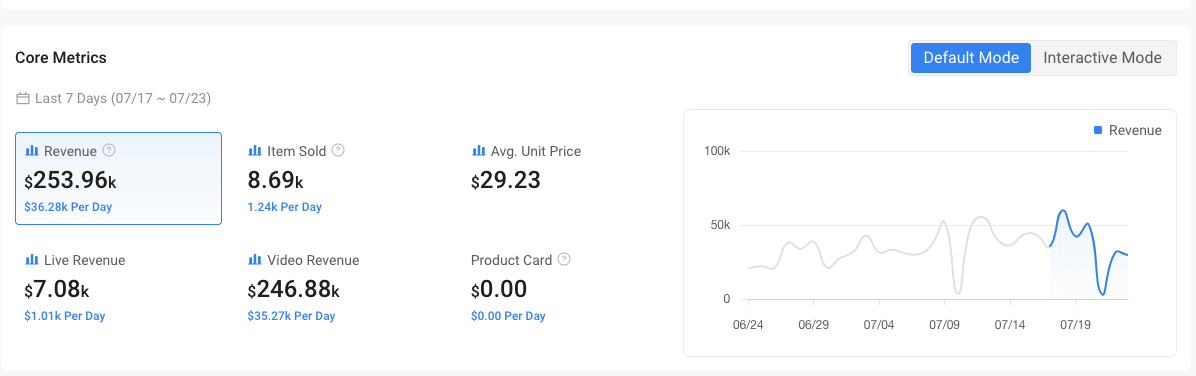 Core Metrics
Default Mode
Interactive Mode
Last 7 Days (07/17 ~ 07/23)
Revenue
$253.96k
$36.28k Per Day
Item Sold
8.69k
1.24k Per Day
Avg. Unit Price
$29.23
Live Revenue
$7.08k
$1.01k Per Day
Video Revenue
$246.88k
$35.27k Per Day
Product Card
$0.00
$0.00 Per Day
Revenue
100k
50k
0
06/24 06/29 07/04 07/09 07/14 07/19